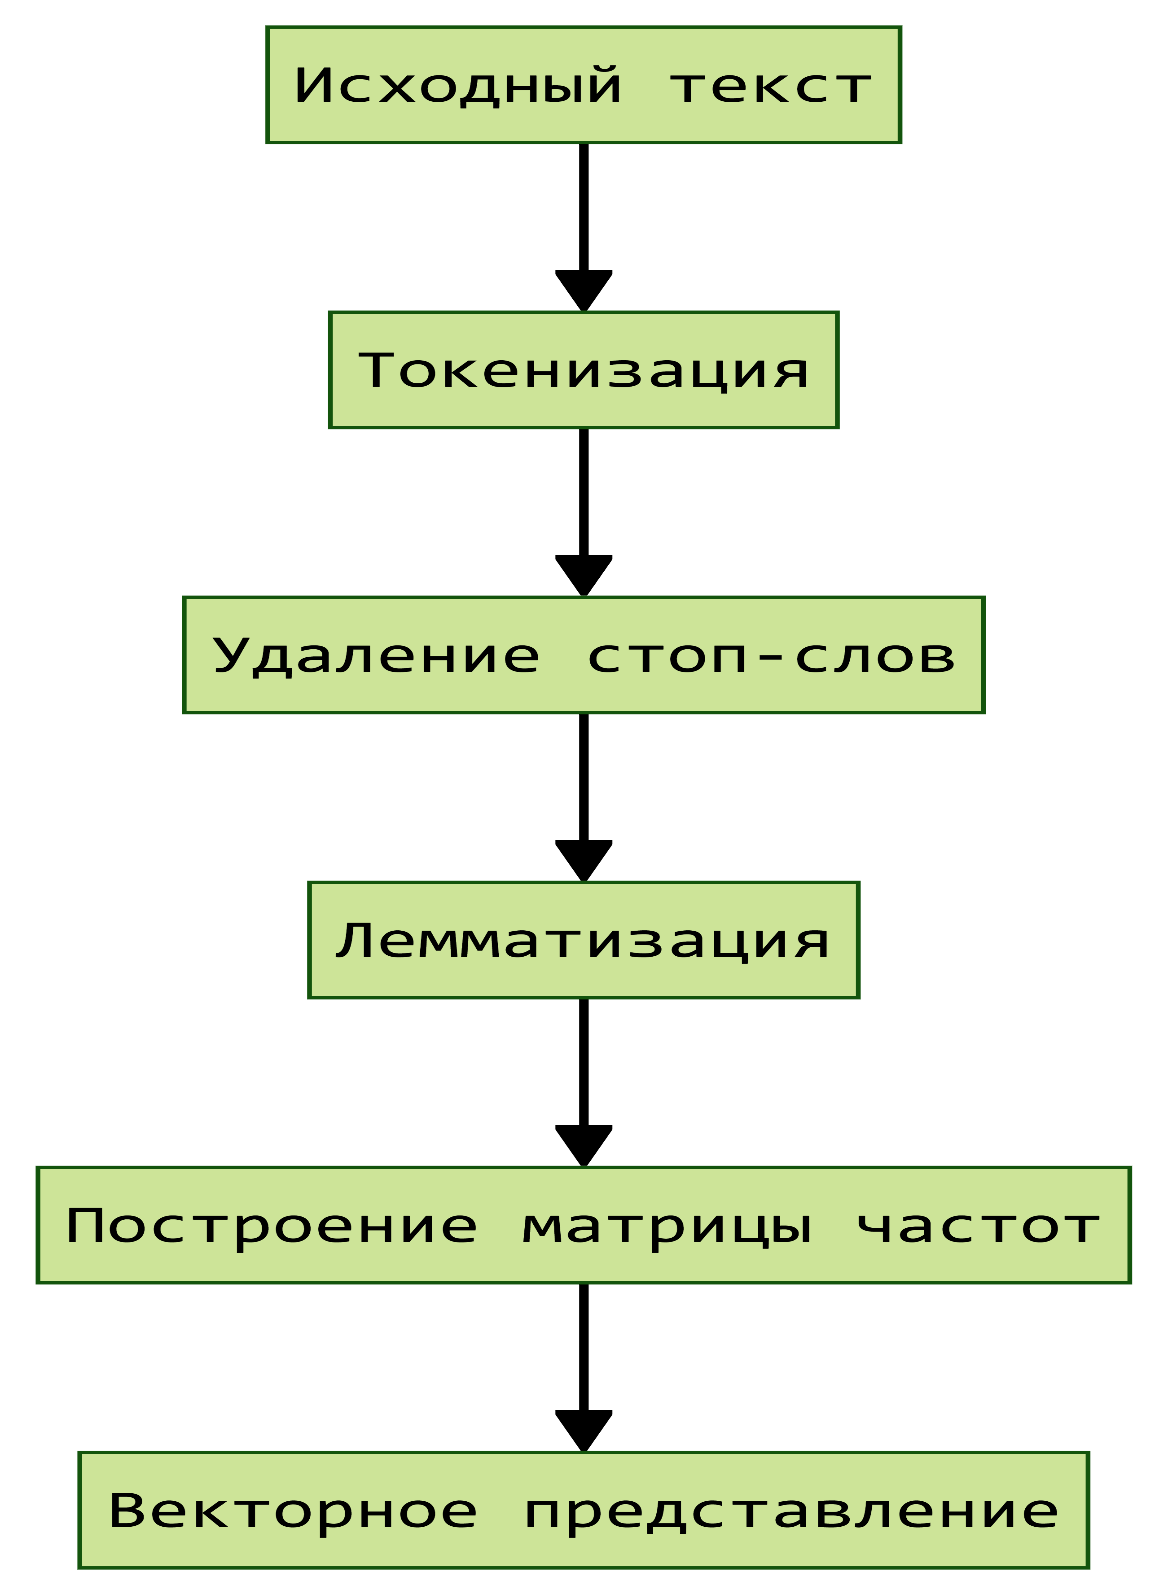 Исходный текст
Токенизация
Удаление стоп-слов
Лемматизация
Построение матрицы частот
Векторное представление